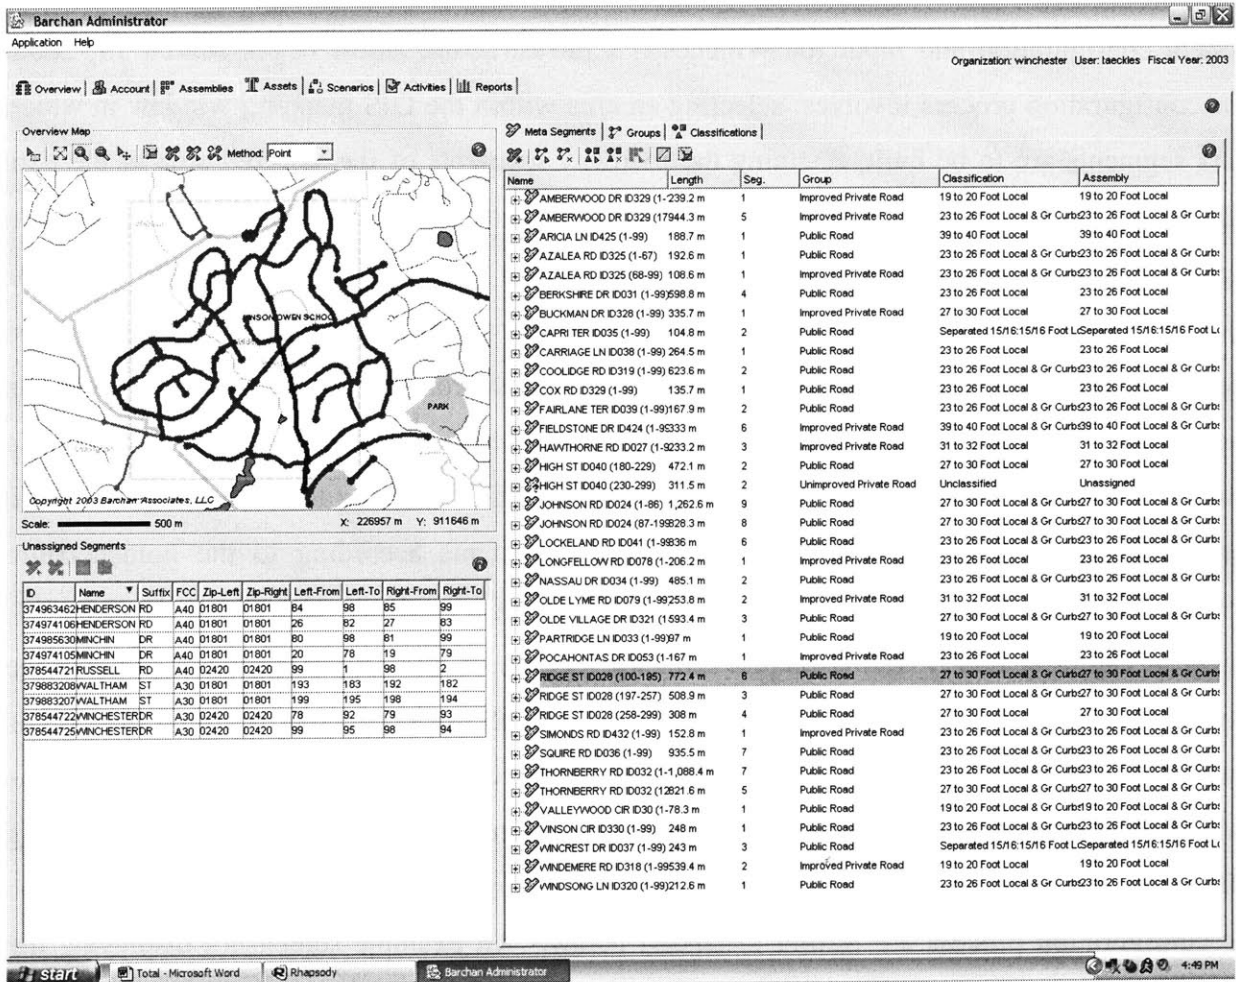 Barchan Administrator
Application Help
Organization: winchester User: taeckles Fiscal Year: 2003
Overview Account Assemblies Assets Scenarios Activities Reports
Overview Map
Method: Point
VINSON OWEN SCHOOL
PARK
Copyright 2003 Barchan Associates, LLC
Scale: 500 m X: 226957 m Y: 911646 m
Unassigned Segments
ID Name Suffix FCC Zip-Left Zip-Right Left-From Left-To Right-From Right-To
374963462 HENDERSON RD A40 01801 01801 84 98 85 99
374974106 HENDERSON RD A40 01801 01801 26 82 27 83
374985630 MINCHIN DR A40 01801 01801 80 98 81 99
374974105 MINCHIN DR A40 01801 01801 20 78 19 79
378544721 RUSSELL RD A40 02420 02420 99 1 98 2
379883208 WALTHAM ST A30 01801 01801 193 183 192 182
379883207 WALTHAM ST A30 01801 01801 199 195 198 194
378544722 WINCHESTER DR A30 02420 02420 78 92 79 93
378544725 WINCHESTER DR A30 02420 02420 99 95 98 94
Meta Segments Groups Classifications
Name Length Seg. Group Classification Assembly
AMBERWOOD DR ID329 (1- 239.2 m 1 Improved Private Road 19 to 20 Foot Local 19 to 20 Foot Local
AMBERWOOD DR ID329 (17 944.3 m 5 Improved Private Road 23 to 26 Foot Local & Gr Curbs 23 to 26 Foot Local & Gr Curbs
ARICIA LN ID425 (1-99) 188.7 m 1 Public Road 39 to 40 Foot Local 39 to 40 Foot Local
AZALEA RD ID325 (1-67) 192.6 m 1 Public Road 23 to 26 Foot Local & Gr Curbs 23 to 26 Foot Local & Gr Curbs
AZALEA RD ID325 (68-99) 108.6 m 1 Improved Private Road 23 to 26 Foot Local & Gr Curbs 23 to 26 Foot Local & Gr Curbs
BERKSHIRE DR ID031 (1-99) 598.8 m 4 Public Road 23 to 26 Foot Local 23 to 26 Foot Local
BUCKMAN DR ID328 (1-99) 335.7 m 1 Improved Private Road 27 to 30 Foot Local 27 to 30 Foot Local
CAPRI TER ID035 (1-99) 104.8 m 2 Public Road Separated 15/16:15/16 Foot Lo Separated 15/16:15/16 Foot Lo
CARRIAGE LN ID038 (1-99) 264.5 m 1 Public Road 23 to 26 Foot Local 23 to 26 Foot Local
COOLIDGE RD ID319 (1-99) 623.6 m 2 Public Road 23 to 26 Foot Local & Gr Curbs 23 to 26 Foot Local & Gr Curbs
COX RD ID329 (1-99) 135.7 m 1 Public Road 23 to 26 Foot Local 23 to 26 Foot Local
FAIRLANE TER ID039 (1-99) 167.9 m 2 Public Road 23 to 26 Foot Local & Gr Curbs 23 to 26 Foot Local & Gr Curbs
FIELDSTONE DR ID424 (1-99 333 m 6 Improved Private Road 39 to 40 Foot Local & Gr Curbs 39 to 40 Foot Local & Gr Curbs
HAWTHORNE RD ID027 (1-9 233.2 m 3 Improved Private Road 31 to 32 Foot Local 31 to 32 Foot Local
HIGH ST ID040 (180-229) 472.1 m 2 Public Road 27 to 30 Foot Local 27 to 30 Foot Local
HIGH ST ID040 (230-299) 311.5 m 2 Unimproved Private Road Unclassified Unassigned
JOHNSON RD ID024 (1-86) 1,262.6 m 9 Public Road 27 to 30 Foot Local & Gr Curbs 27 to 30 Foot Local & Gr Curbs
JOHNSON RD ID024 (87-199 828.3 m 8 Public Road 27 to 30 Foot Local & Gr Curbs 27 to 30 Foot Local & Gr Curbs
LOCKELAND RD ID041 (1-99 836 m 6 Public Road 23 to 26 Foot Local & Gr Curbs 23 to 26 Foot Local & Gr Curbs
LONGFELLOW RD ID078 (1- 206.2 m 1 Improved Private Road 23 to 26 Foot Local 23 to 26 Foot Local
NASSAU DR ID034 (1-99) 485.1 m 2 Public Road 23 to 26 Foot Local & Gr Curbs 23 to 26 Foot Local & Gr Curbs
OLDE LYME RD ID079 (1-99) 253.8 m 2 Improved Private Road 31 to 32 Foot Local 31 to 32 Foot Local
OLDE VILLAGE DR ID321 (1 593.4 m 3 Public Road 27 to 30 Foot Local & Gr Curbs 27 to 30 Foot Local & Gr Curbs
PARTRIDGE LN ID033 (1-99) 97 m 1 Public Road 19 to 20 Foot Local 19 to 20 Foot Local
POCAHONTAS DR ID053 (1- 167 m 1 Improved Private Road 23 to 26 Foot Local 23 to 26 Foot Local
RIDGE ST ID028 (100-195) 772.4 m 6 Public Road 27 to 30 Foot Local & Gr Curbs 27 to 30 Foot Local & Gr Curbs
RIDGE ST ID028 (197-257) 508.9 m 3 Public Road 27 to 30 Foot Local & Gr Curbs 27 to 30 Foot Local & Gr Curbs
RIDGE ST ID028 (258-299) 308 m 4 Public Road 27 to 30 Foot Local 27 to 30 Foot Local
SIMONDS RD ID432 (1-99) 152.8 m 1 Improved Private Road 23 to 26 Foot Local & Gr Curbs 23 to 26 Foot Local & Gr Curbs
SQUIRE RD ID036 (1-99) 935.5 m 7 Public Road 23 to 26 Foot Local & Gr Curbs 23 to 26 Foot Local & Gr Curbs
THORNBERRY RD ID032 (1- 1,088.4 m 7 Public Road 23 to 26 Foot Local & Gr Curbs 23 to 26 Foot Local & Gr Curbs
THORNBERRY RD ID032 (12 821.6 m 5 Public Road 27 to 30 Foot Local & Gr Curbs 27 to 30 Foot Local & Gr Curbs
VALLEYWOOD CIR ID30 (1- 78.3 m 1 Public Road 19 to 20 Foot Local & Gr Curbs 19 to 20 Foot Local & Gr Curbs
VINSON CIR ID330 (1-99) 248 m 1 Public Road 23 to 26 Foot Local & Gr Curbs 23 to 26 Foot Local & Gr Curbs
WINCREST DR ID037 (1-99) 243 m 3 Public Road Separated 15/16:15/16 Foot Lo Separated 15/16:15/16 Foot Lo
WINDEMERE RD ID318 (1-99 539.4 m 2 Improved Private Road 19 to 20 Foot Local 19 to 20 Foot Local
WINDSONG LN ID320 (1-99) 212.6 m 1 Public Road 23 to 26 Foot Local & Gr Curbs 23 to 26 Foot Local & Gr Curbs
start Total - Microsoft Word Rhapsody Barchan Administrator 4:49 PM